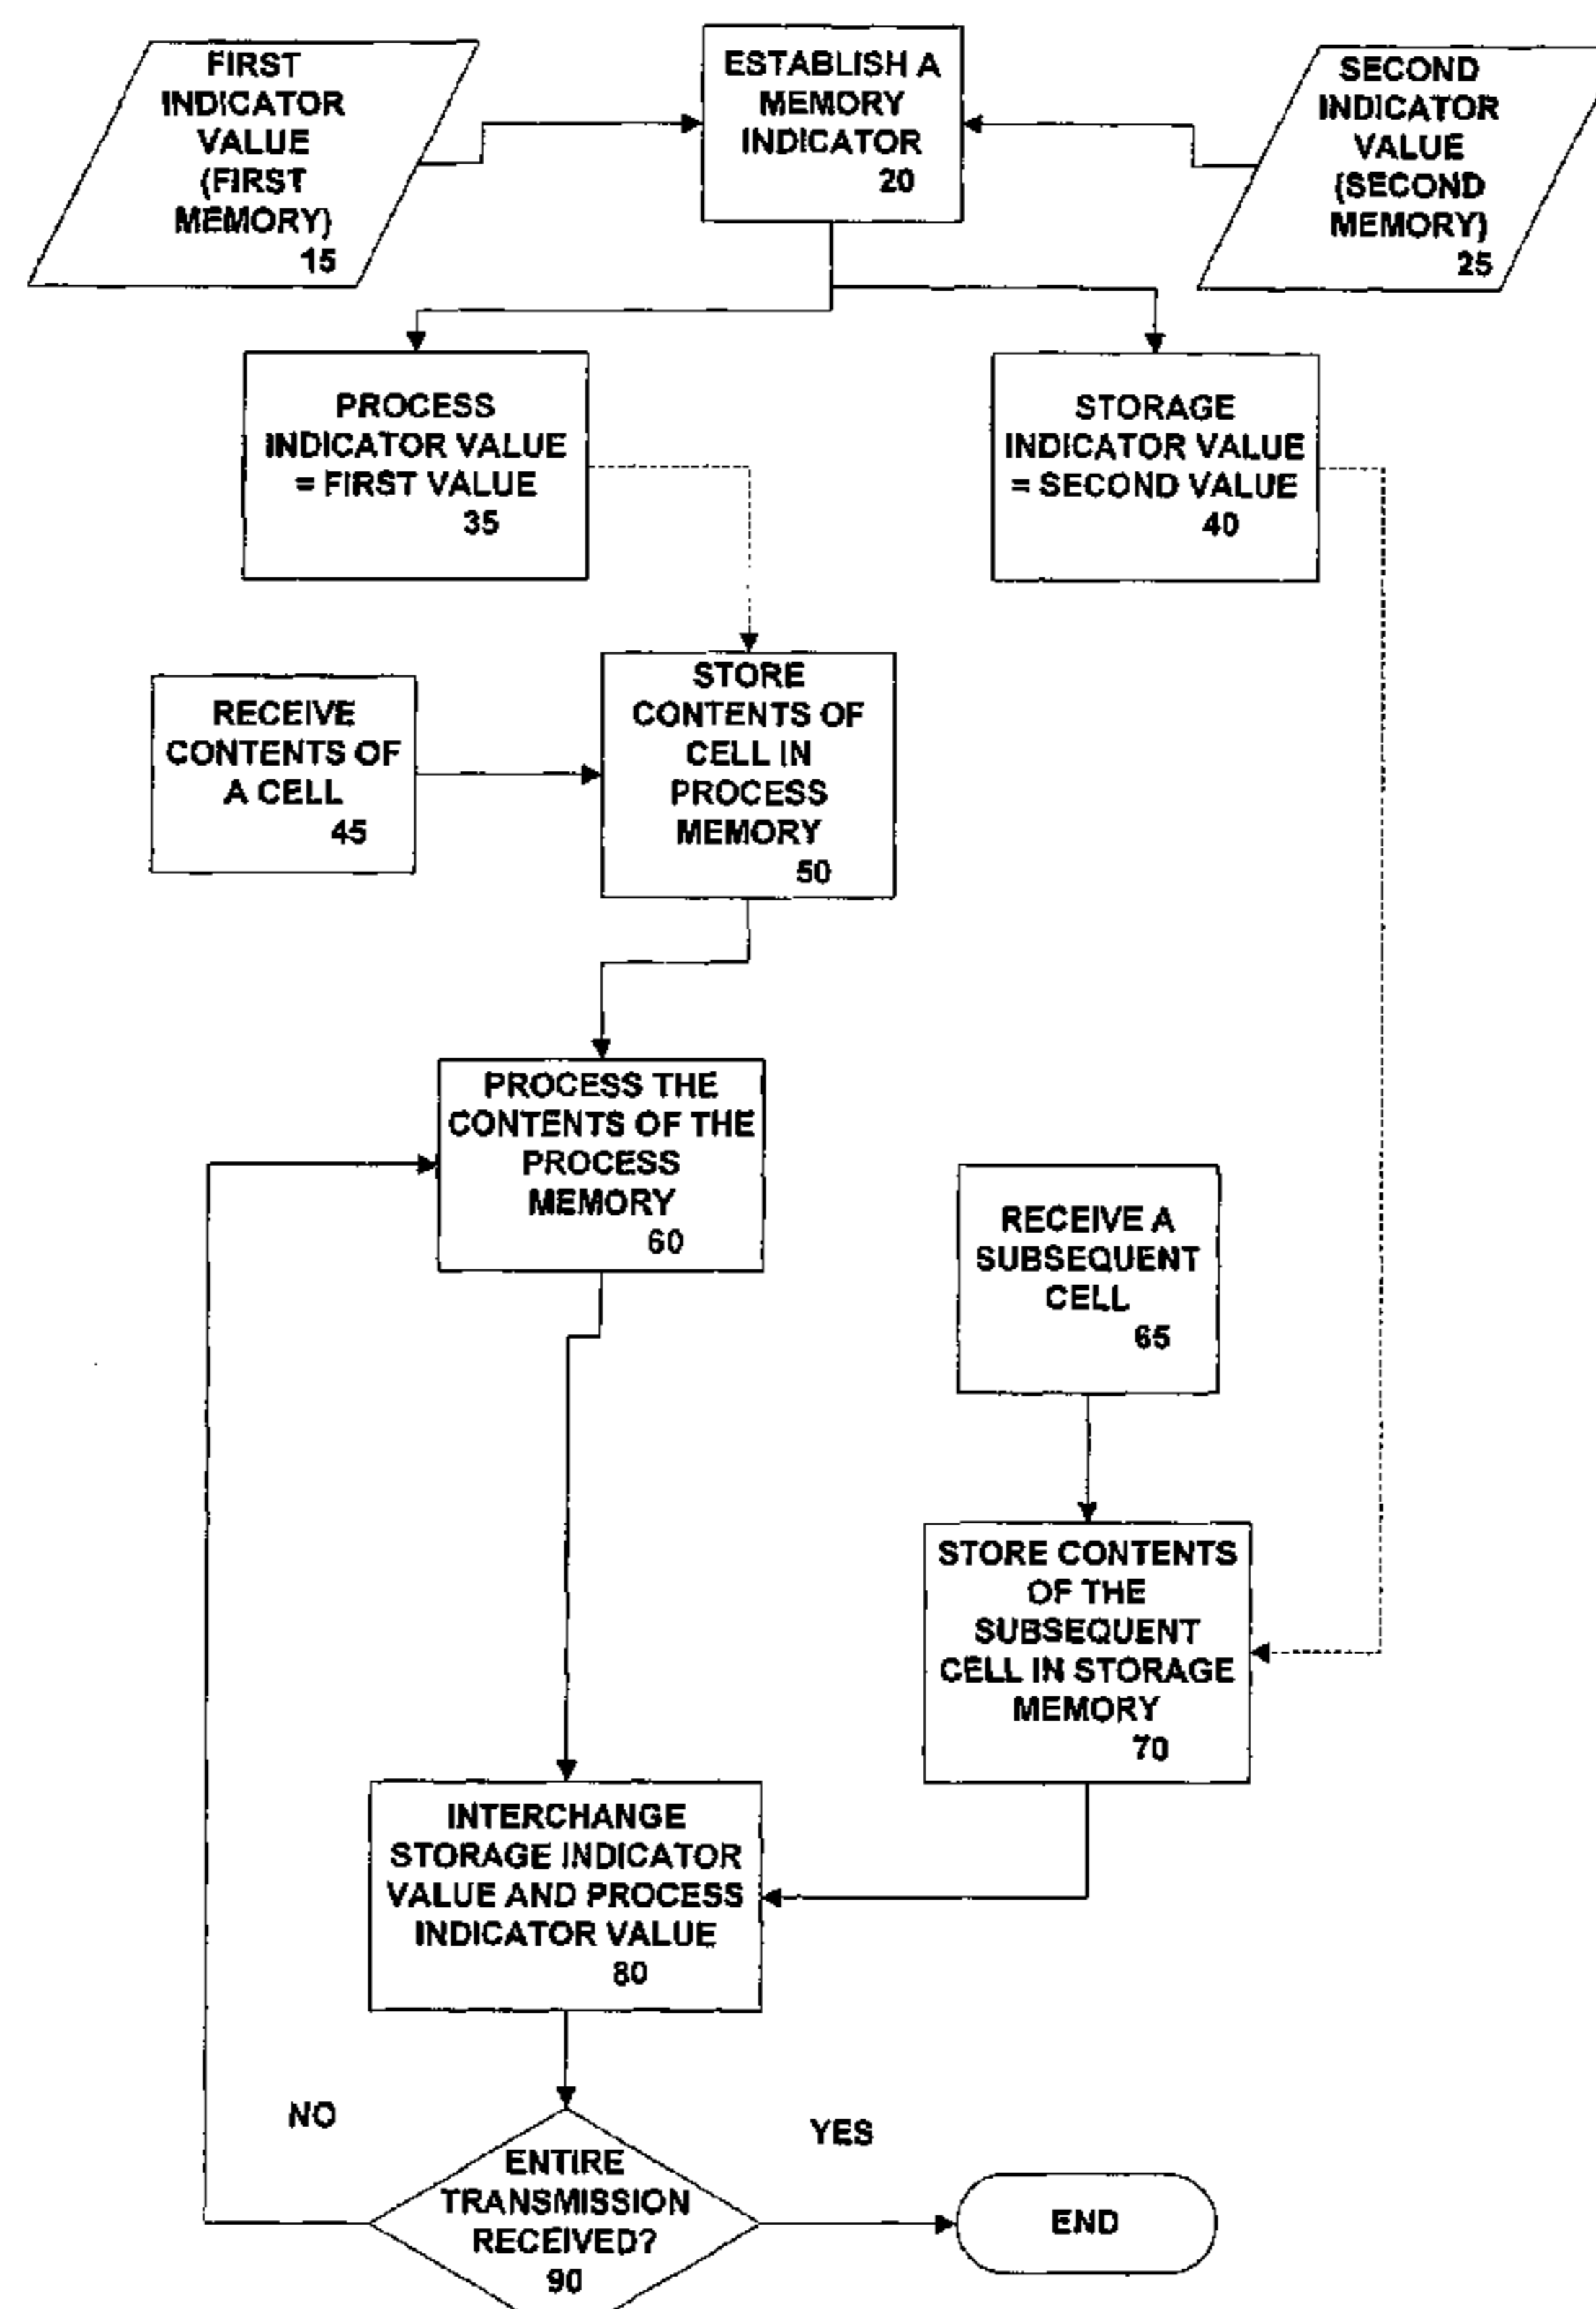 FIRST
INDICATOR
VALUE
(FIRST
MEMORY)
15
ESTABLISH A
MEMORY
INDICATOR
20
SECOND
INDICATOR
VALUE
(SECOND
MEMORY)
25
PROCESS
INDICATOR VALUE
= FIRST VALUE
35
STORAGE
INDICATOR VALUE
= SECOND VALUE
40
RECEIVE
CONTENTS OF
A CELL
45
STORE
CONTENTS OF
CELL IN
PROCESS
MEMORY
50
PROCESS THE
CONTENTS OF THE
PROCESS
MEMORY
60
RECEIVE A
SUBSEQUENT
CELL
65
STORE CONTENTS
OF THE
SUBSEQUENT
CELL IN STORAGE
MEMORY
70
INTERCHANGE
STORAGE INDICATOR
VALUE AND PROCESS
INDICATOR VALUE
80
NO
YES
ENTIRE
TRANSMISSION
RECEIVED?
90
END